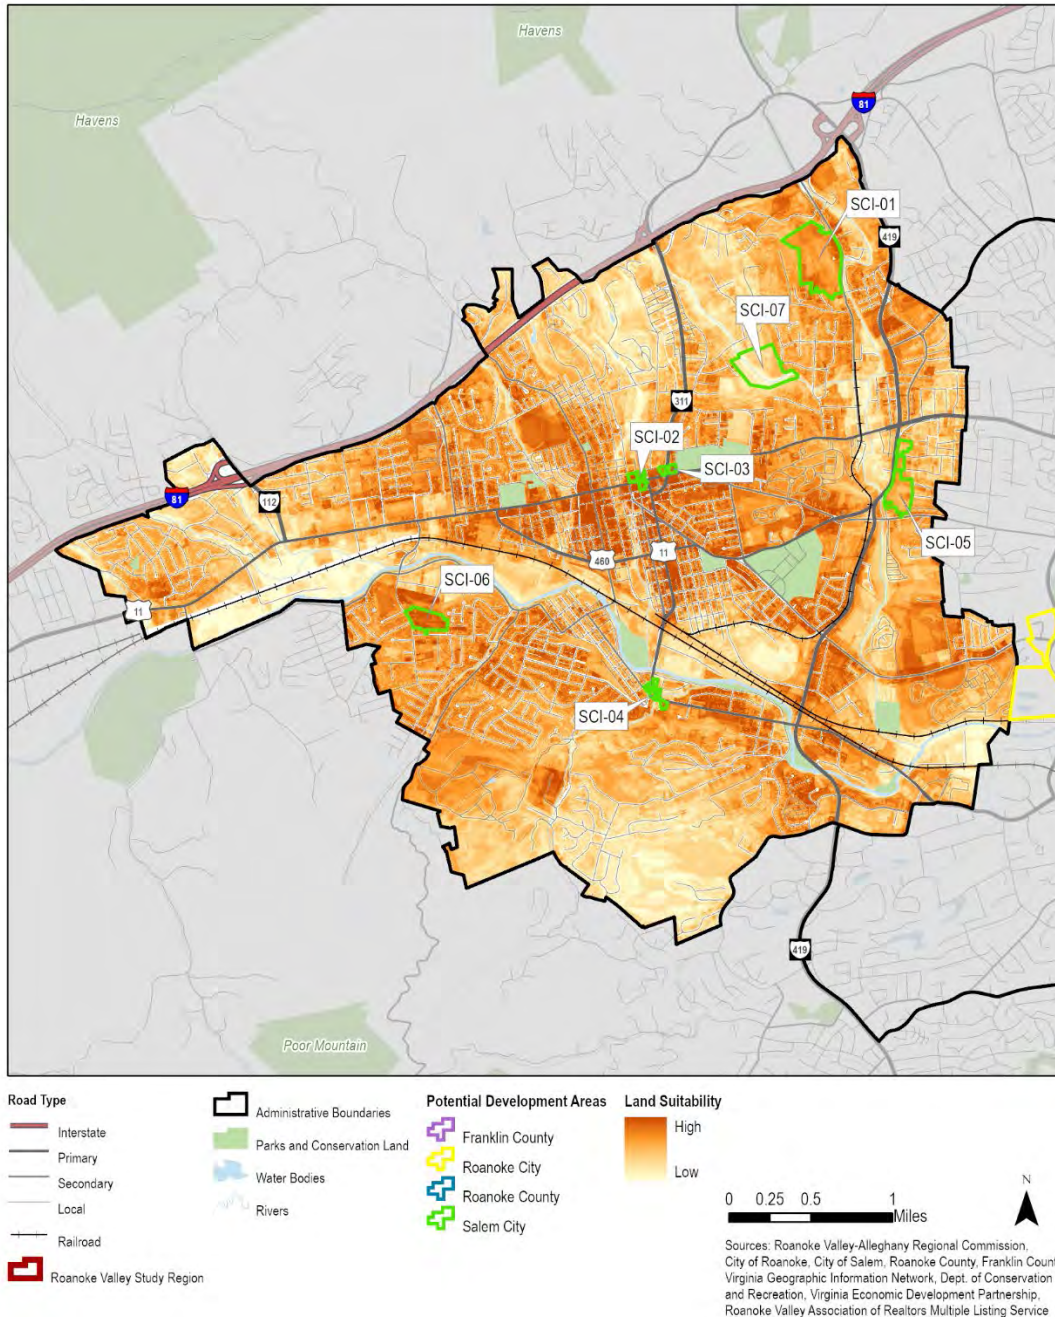 Havens
Havens
81
SCI-01
419
SCI-07
311
SCI-02
SCI-03
81
112
SCI-05
460
11
SCI-06
11
SCI-04
419
Poor Mountain
Road Type
Interstate
Primary
Secondary
Local
Railroad
Roanoke Valley Study Region
Administrative Boundaries
Parks and Conservation Land
Water Bodies
Rivers
Potential Development Areas
Franklin County
Roanoke City
Roanoke County
Salem City
Land Suitability
High
Low
N
0 0.25 0.5 1
Miles
Sources: Roanoke Valley-Alleghany Regional Commission,
City of Roanoke, City of Salem, Roanoke County, Franklin Count
Virginia Geographic Information Network, Dept. of Conservation
and Recreation, Virginia Economic Development Partnership,
Roanoke Valley Association of Realtors Multiple Listing Service